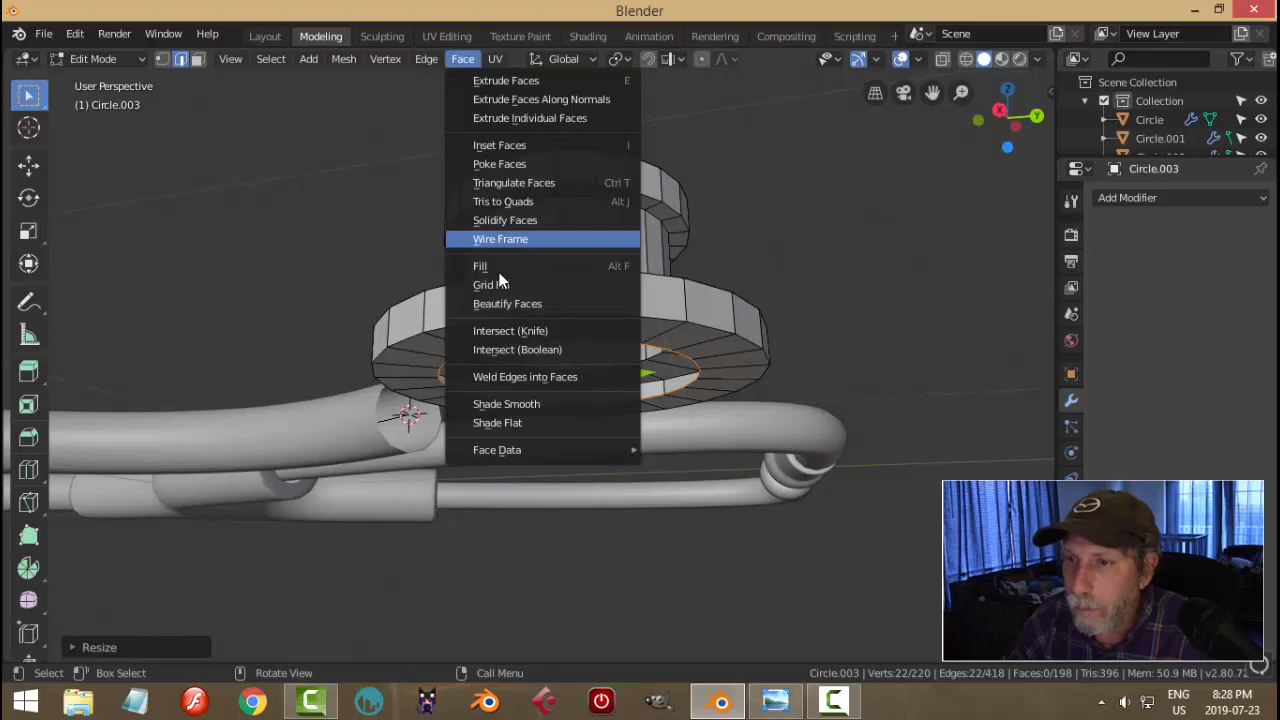 Blender
File Edit Render Window Help Layout Modeling Sculpting UV Editing Texture Paint Shading Animation Rendering Compositing Scripting Scene View Layer
Edit Mode View Select Add Mesh Vertex Edge Face UV Global
User Perspective
(1) Circle.003
Extrude Faces E
Extrude Faces Along Normals
Extrude Individual Faces
Inset Faces I
Poke Faces
Triangulate Faces Ctrl T
Tris to Quads Alt J
Solidify Faces
Wire Frame
Fill Alt F
Grid
Beautify Faces
Intersect (Knife)
Intersect (Boolean)
Weld Edges into Faces
Shade Smooth
Shade Flat
Face Data
X
Y
Z
Scene Collection
Collection
Circle
Circle.001
Circle.003
Add Modifier
Resize
Select Box Select Rotate View Call Menu Circle.003 | Verts:22/220 | Edges:22/418 | Faces:0/198 | Tris:396 | Mem: 50.9 MB | v2.80.71
ENG 8:28 PM
US 2019-07-23